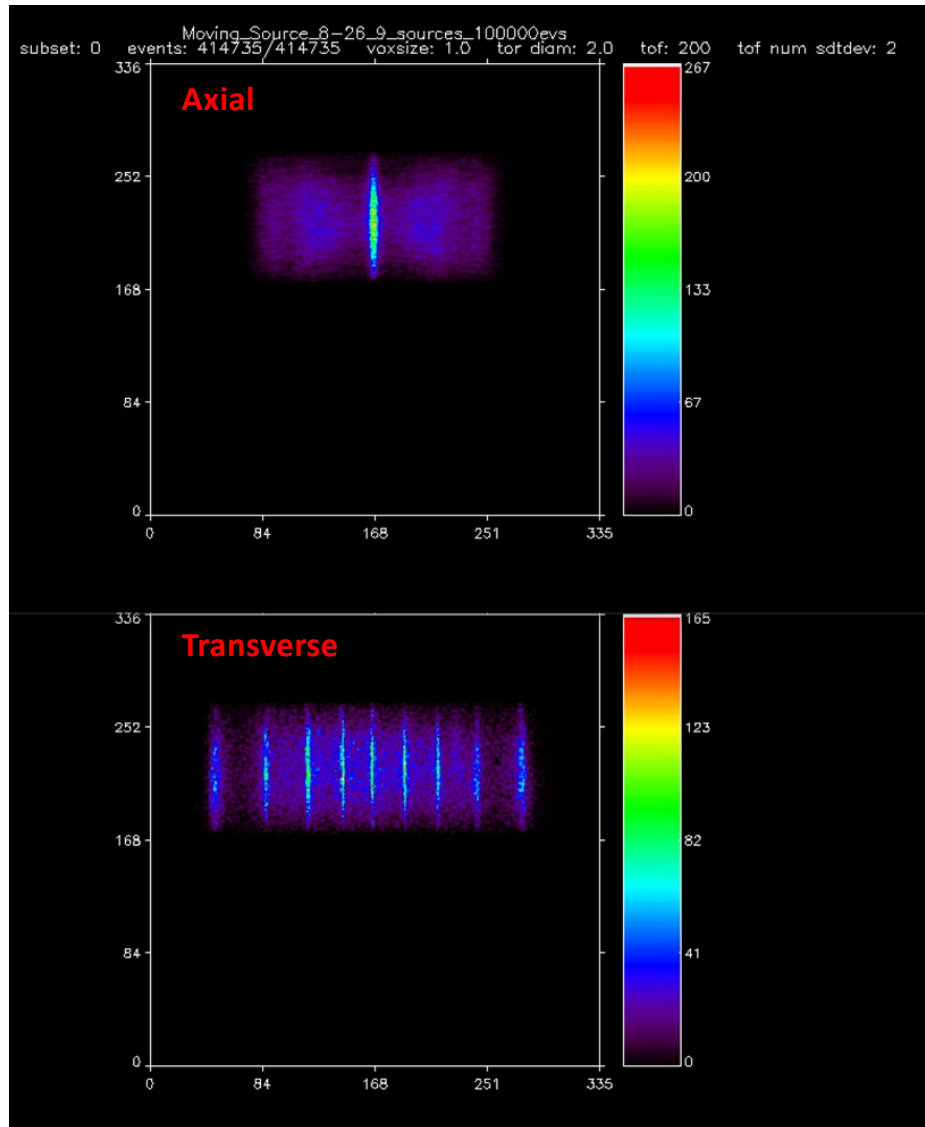 Moving_Source_8-26_9_sources_100000evs
subset: 0 events: 414735/414735 voxsize: 1.0 tor diam: 2.0 tof: 200 tof num sdtdev: 2
336 267
Axial
252 200
168 133
84 67
0 0
0 84 168 251 335
336 165
Transverse
252 123
168 82
84 41
0 0
0 84 168 251 335